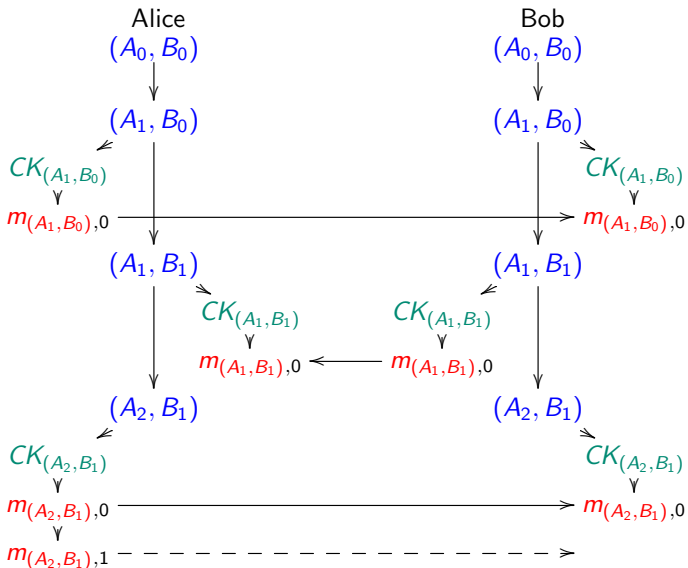 Alice Bob
(A₀, B₀) (A₀, B₀)
(A₁, B₀) (A₁, B₀)
CK₍A₁,B₀₎ CK₍A₁,B₀₎
m₍A₁,B₀₎,₀ m₍A₁,B₀₎,₀
(A₁, B₁) (A₁, B₁)
CK₍A₁,B₁₎ CK₍A₁,B₁₎
m₍A₁,B₁₎,₀ m₍A₁,B₁₎,₀
(A₂, B₁) (A₂, B₁)
CK₍A₂,B₁₎ CK₍A₂,B₁₎
m₍A₂,B₁₎,₀ m₍A₂,B₁₎,₀
m₍A₂,B₁₎,₁